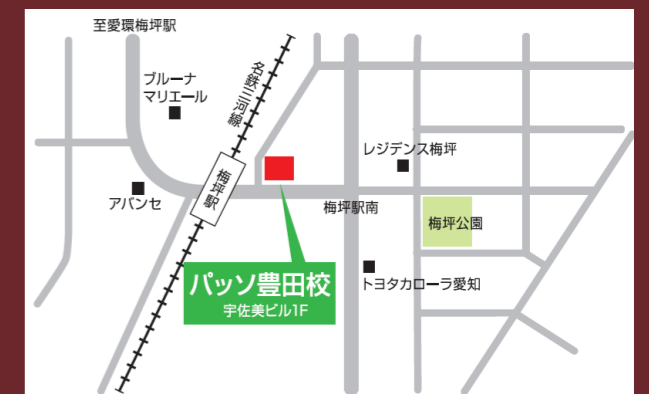 至愛環梅坪駅
ブルーナ
マリエール
名鉄三河線
レジデンス梅坪
梅坪駅
アバンセ
梅坪駅南
梅坪公園
パッソ豊田校
宇佐美ビル1F
トヨタカローラ愛知